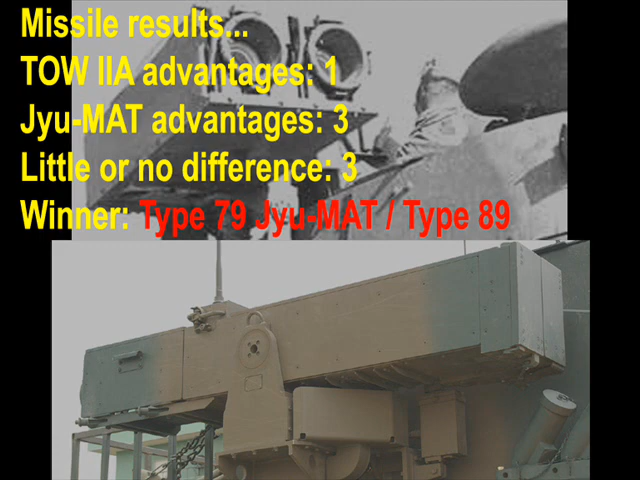 Missile results...
TOW IIA advantages: 1
Jyu-MAT advantages: 3
Little or no difference: 3
Winner: Type 79 Jyu-MAT / Type 89